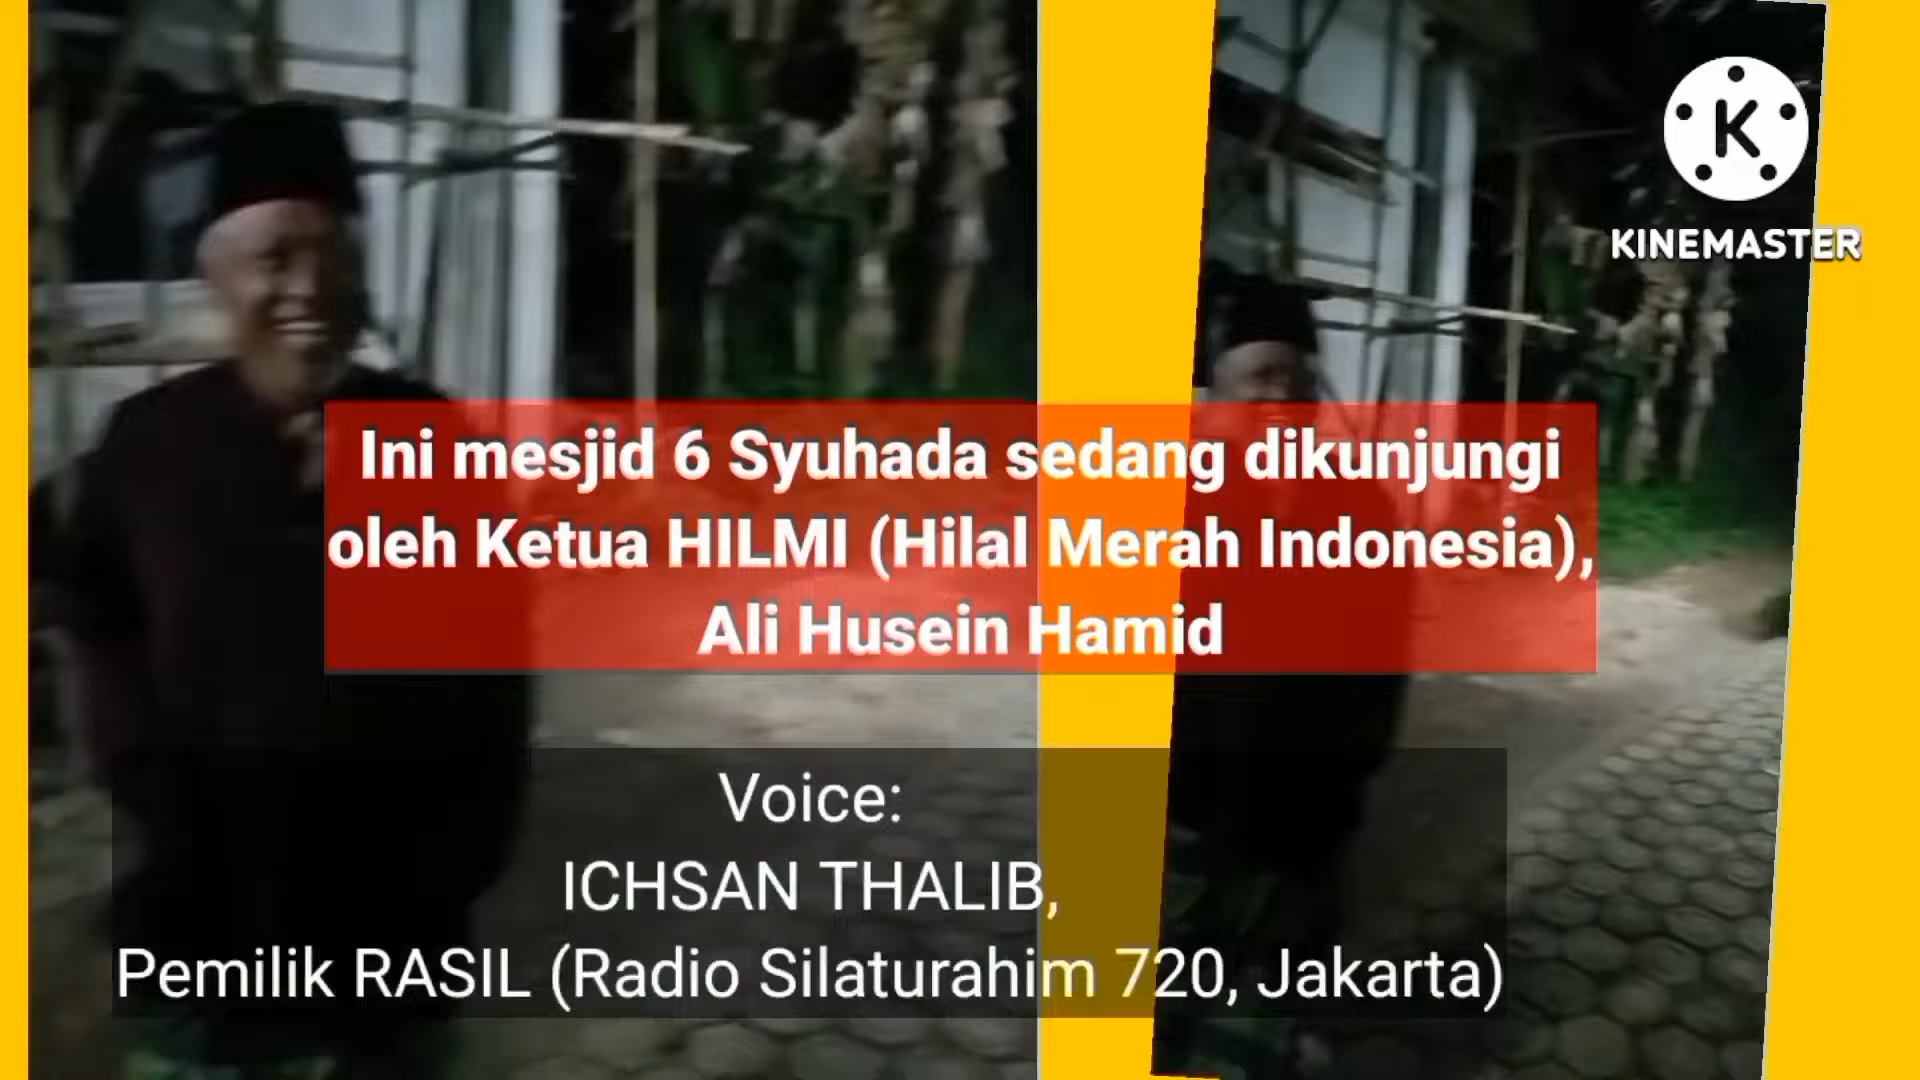 K
KINEMASTER
Ini mesjid 6 Syuhada sedang dikunjungi
oleh Ketua HILMI (Hilal Merah Indonesia),
Ali Husein Hamid
Voice:
ICHSAN THALIB,
Pemilik RASIL (Radio Silaturahim 720, Jakarta)